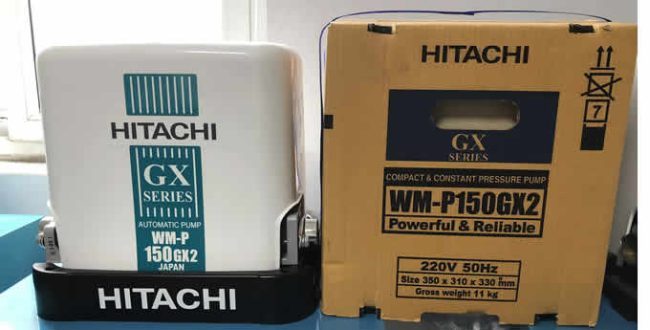 HITACHI
GX
SERIES
AUTOMATIC PUMP
WM-P
150GX2
JAPAN
HITACHI
HITACHI
7
GX
SERIES
COMPACT & CONSTANT PRESSURE PUMP
WM-P150GX2
Powerful & Reliable
220V 50Hz
Size 350 x 310 x 330 mm
Gross weight 11 kg